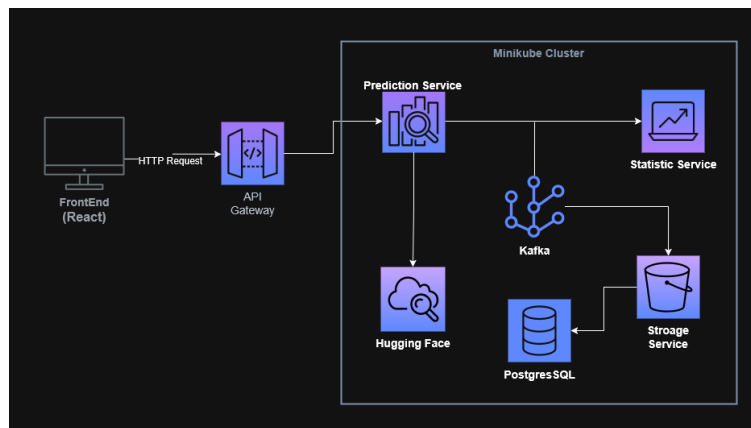 Minikube Cluster
Prediction Service
HTTP Request
FrontEnd
(React)
API
Gateway
Statistic Service
Kafka
Hugging Face
Stroage
Service
PostgresSQL